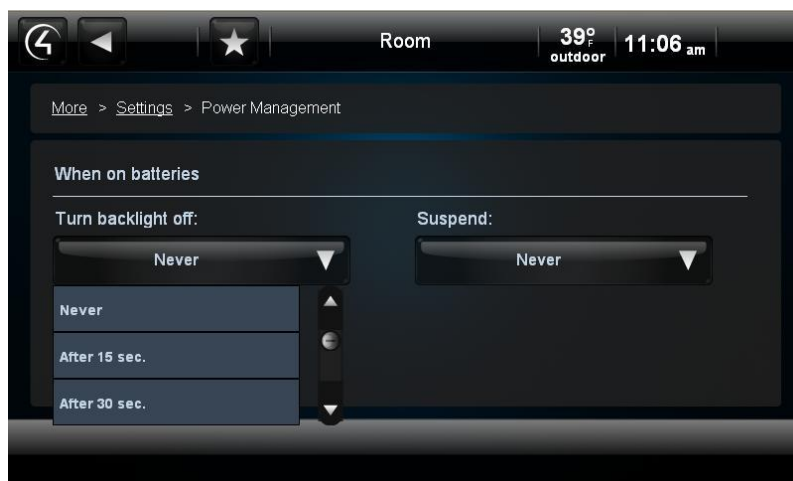 4 Room 39°F outdoor 11:06 am
More > Settings > Power Management
When on batteries
Turn backlight off: Suspend:
Never Never
Never
After 15 sec.
After 30 sec.